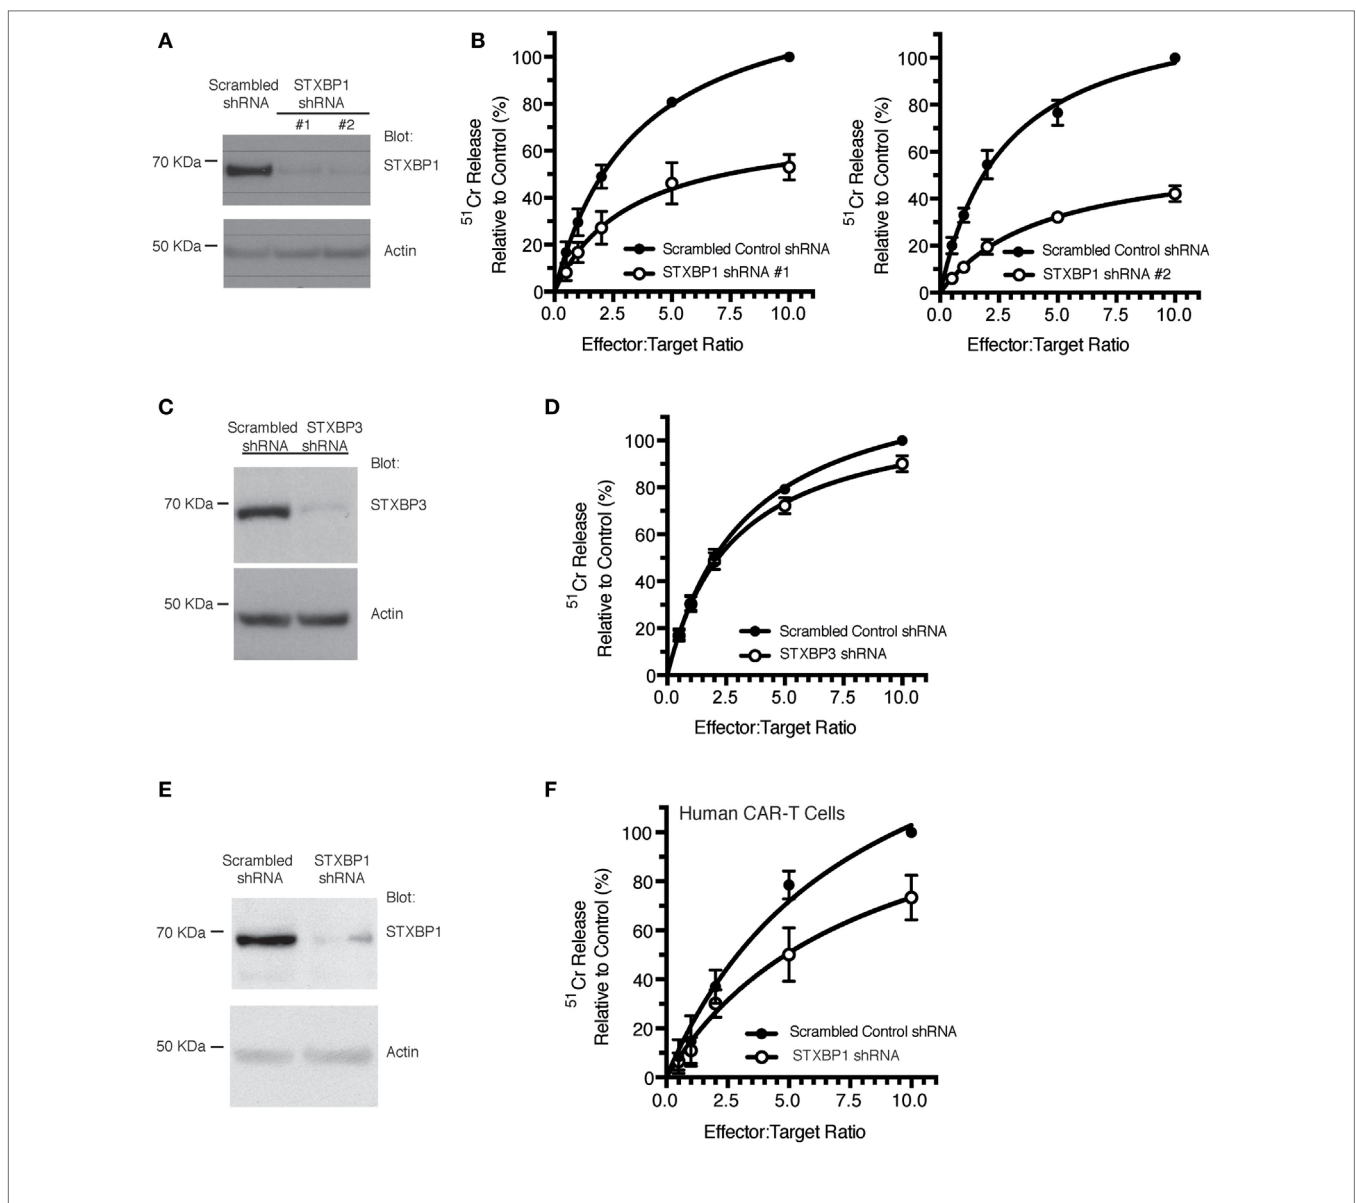 A
Scrambled shRNA
STXBP1 shRNA
#1 #2
Blot:
70 KDa
STXBP1
50 KDa
Actin
B
51Cr Release
Relative to Control (%)
100
80
60
40
20
0
Scrambled Control shRNA
STXBP1 shRNA #1
0.0 2.5 5.0 7.5 10.0
Effector:Target Ratio
51Cr Release
Relative to Control (%)
100
80
60
40
20
0
Scrambled Control shRNA
STXBP1 shRNA #2
0.0 2.5 5.0 7.5 10.0
Effector:Target Ratio
C
Scrambled shRNA
STXBP3 shRNA
Blot:
70 KDa
STXBP3
50 KDa
Actin
D
51Cr Release
Relative to Control (%)
100
80
60
40
20
0
Scrambled Control shRNA
STXBP3 shRNA
0.0 2.5 5.0 7.5 10.0
Effector:Target Ratio
E
Scrambled shRNA
STXBP1 shRNA
Blot:
70 KDa
STXBP1
50 KDa
Actin
F
Human CAR-T Cells
51Cr Release
Relative to Control (%)
100
80
60
40
20
0
Scrambled Control shRNA
STXBP1 shRNA
0.0 2.5 5.0 7.5 10.0
Effector:Target Ratio